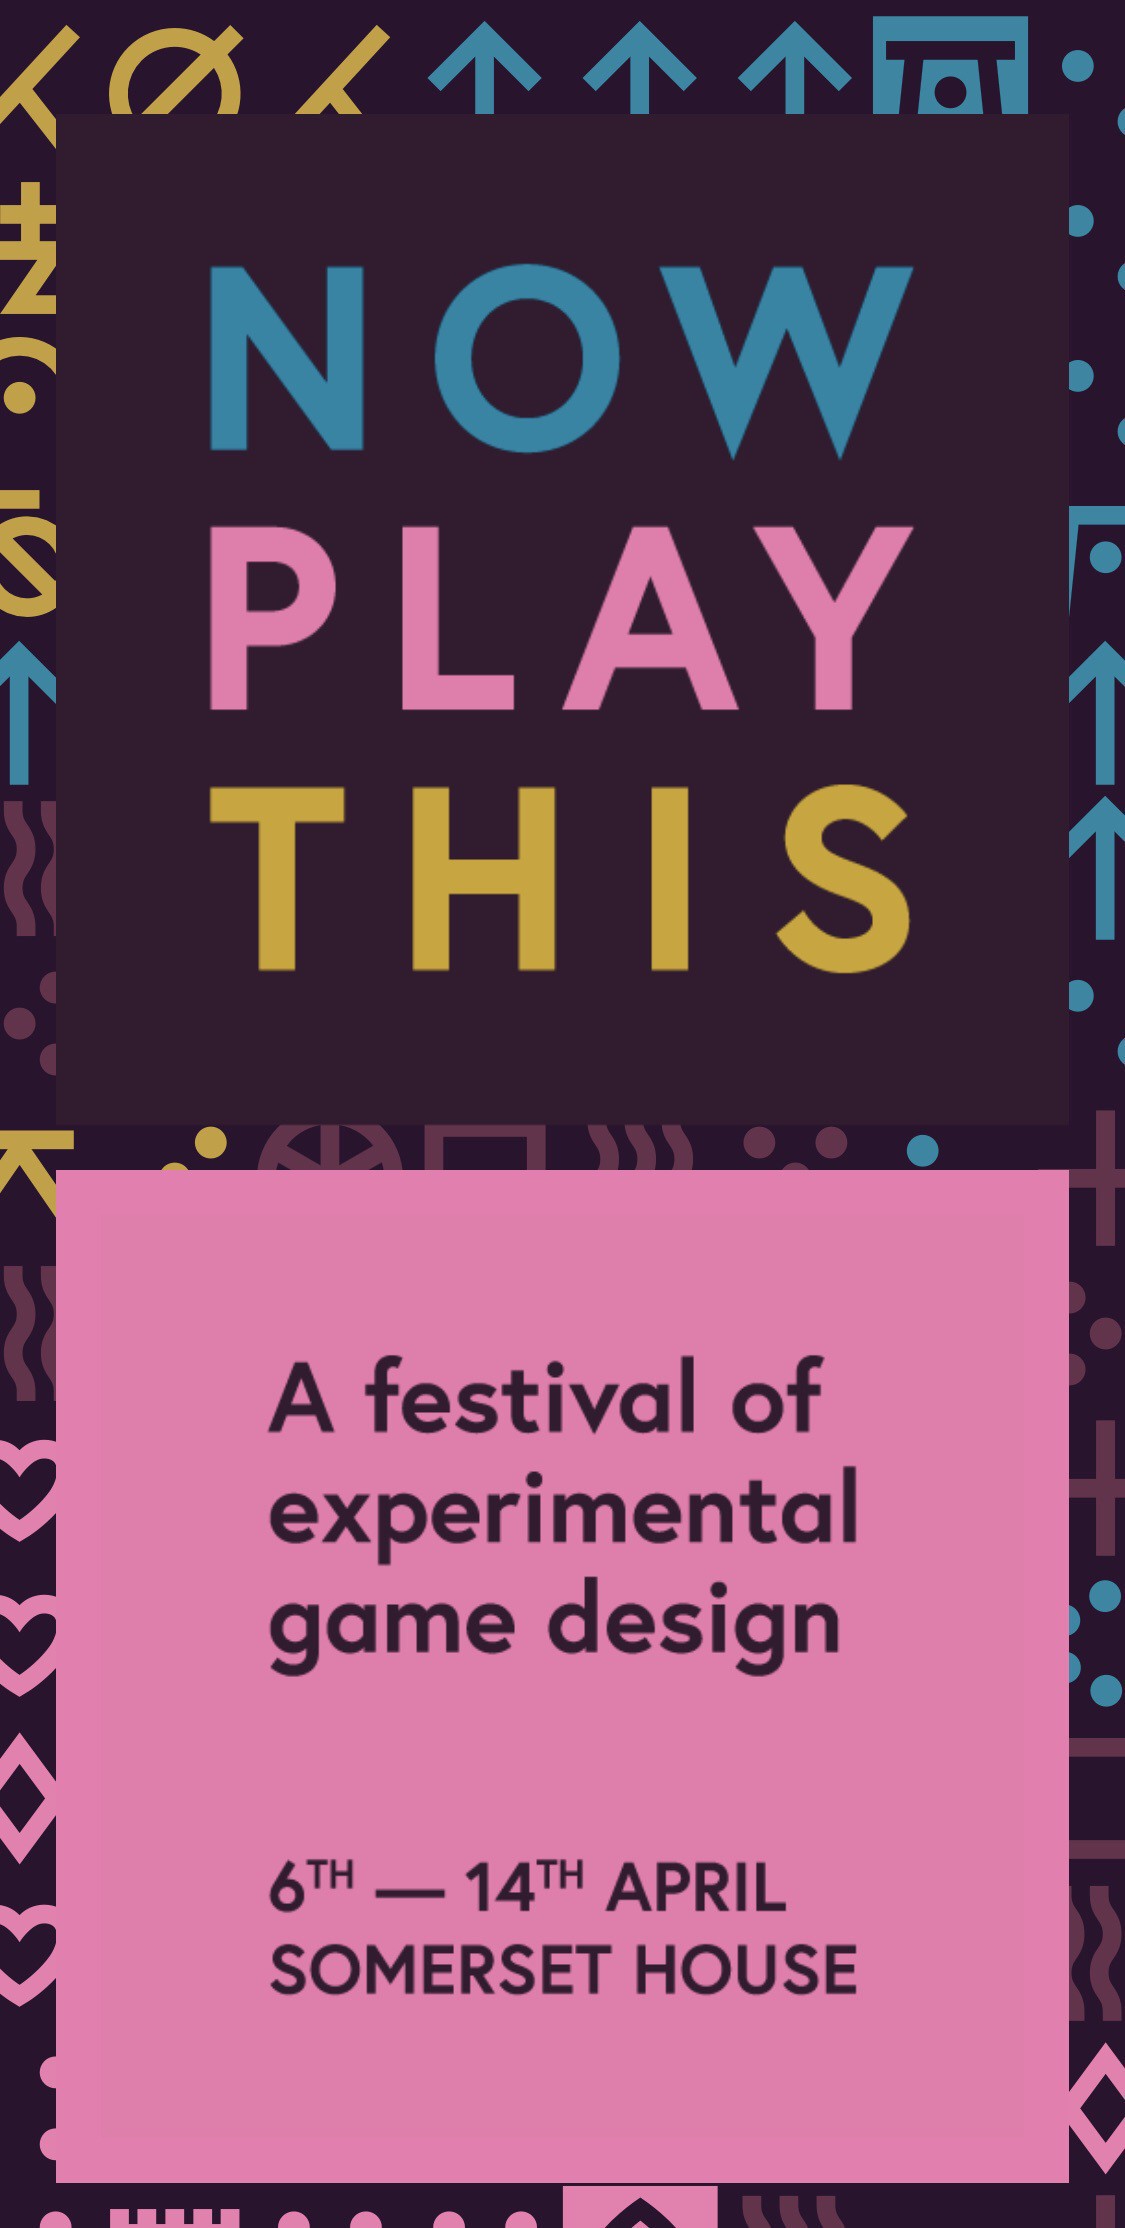 NOW
PLAY
THIS
A festival of
experimental
game design
6TH — 14TH APRIL
SOMERSET HOUSE